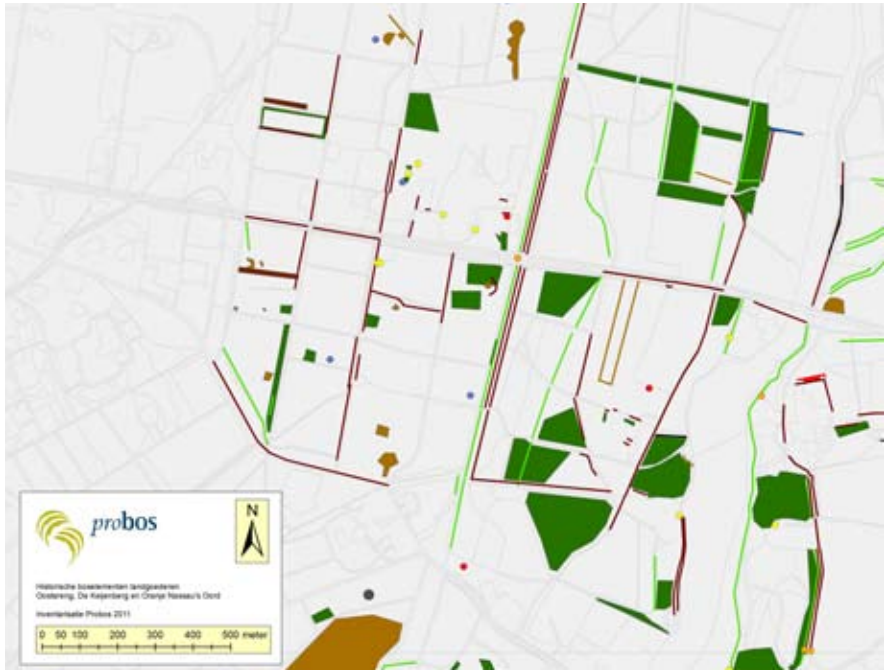 probos
N
Historische boselementen landgoederen
Oostereng, De Keijenberg en Oranje Nassau's Oord
Inventarisatie Probos 2011
0 50 100 200 300 400 500 meter